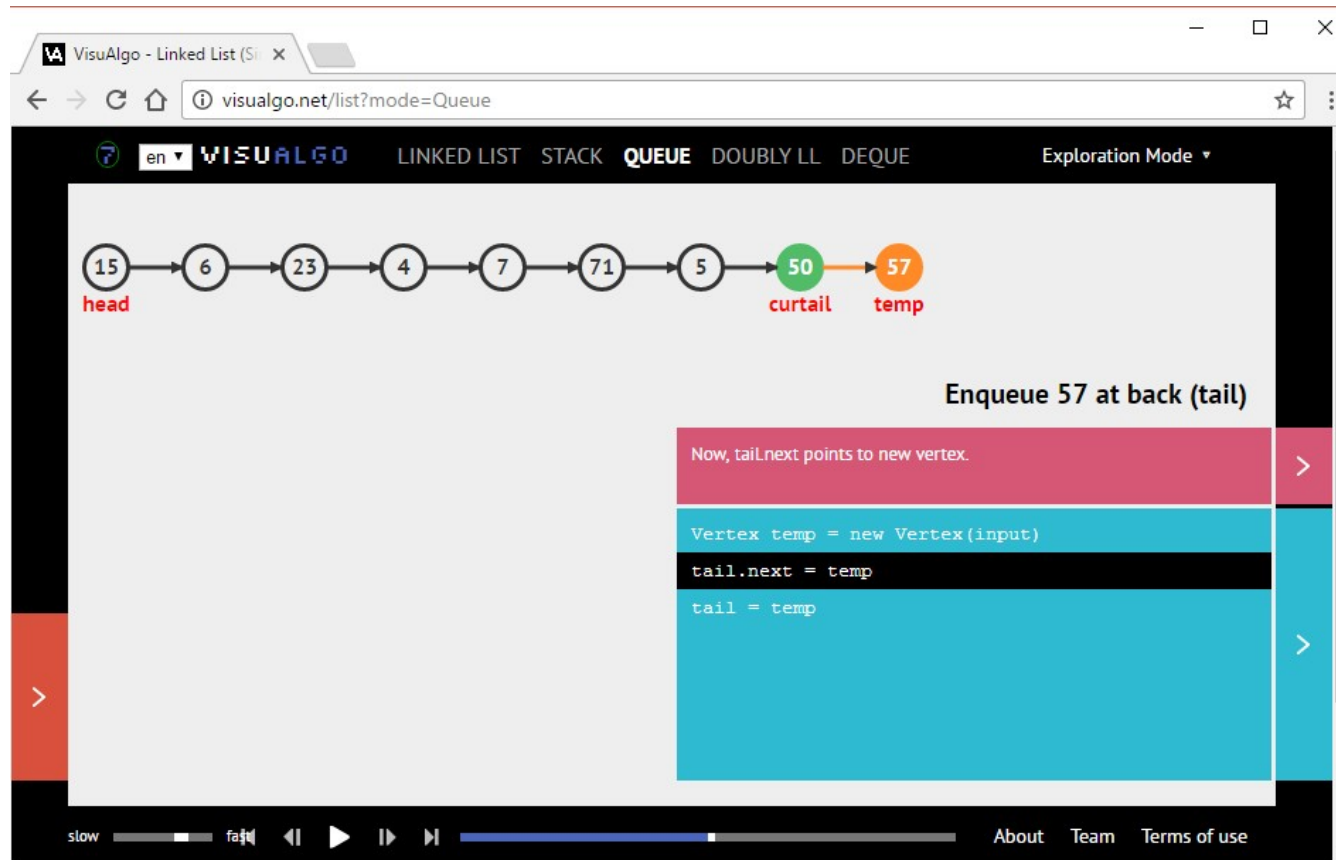 VisuAlgo - Linked List (Si
visualgo.net/list?mode=Queue
7 en VISUALGO LINKED LIST STACK QUEUE DOUBLY LL DEQUE Exploration Mode
15 6 23 4 7 71 5 50 57
head curtail temp
Enqueue 57 at back (tail)
Now, tail.next points to new vertex.
Vertex temp = new Vertex(input)
tail.next = temp
tail = temp
slow fast About Team Terms of use